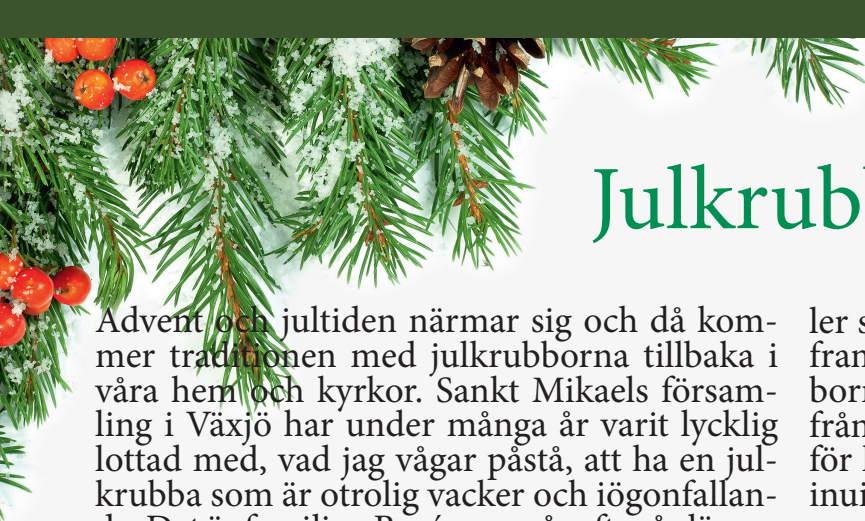 Julkrub
Advent och jultiden närmar sig och då kom-
mer traditionen med julkrubborna tillbaka i
våra hem och kyrkor. Sankt Mikaels försam-
ling i Växjö har under många år varit lycklig
lottad med, vad jag vågar påstå, att ha en jul-
krubba som är otrolig vacker och iögonfallan-
ler s
fran
born
från
för
inui